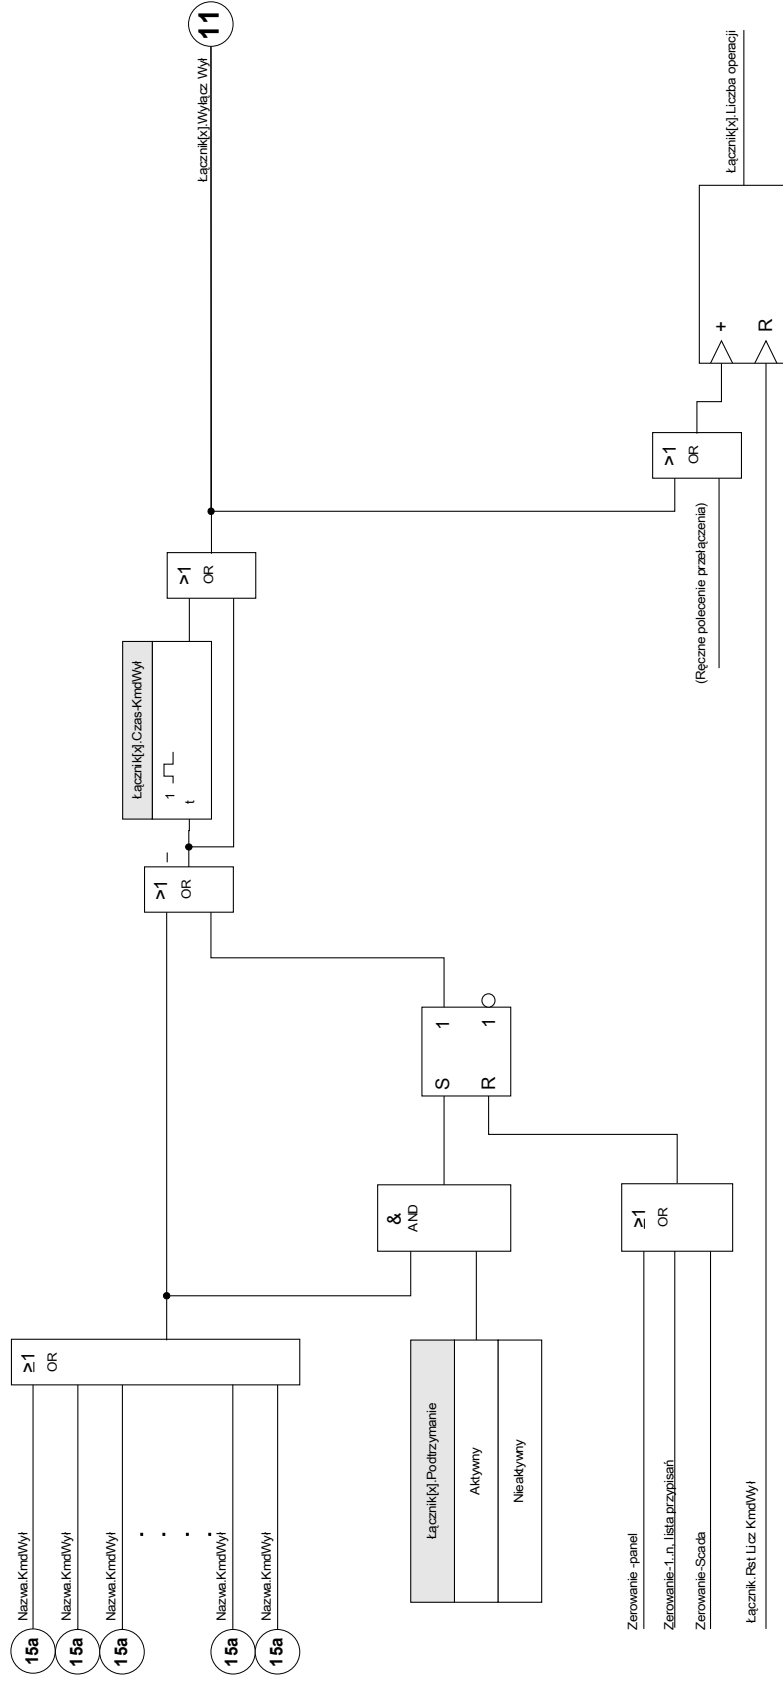 15a
Nazwa.KmdWył
15a
Nazwa.KmdWył
15a
Nazwa.KmdWył
. . . .
15a
Nazwa.KmdWył
15a
Nazwa.KmdWył
≥1
OR
Łącznik[x].Podtrzymanie
Aktywny
Nieaktywny
&
AND
Zerowanie -panel
Zerowanie-1..n, lista przypisań
Zerowanie-Scada
≥1
OR
S
1
R
1
>1
OR
Łącznik[x].Czas-KmdWył
1
t
>1
OR
Łącznik[x].Wyłącz Wył
11
(Ręczne polecenie przełączenia)
>1
OR
Łącznik.Rst Licz KmdWył
+
R
Łącznik[x].Liczba operacji